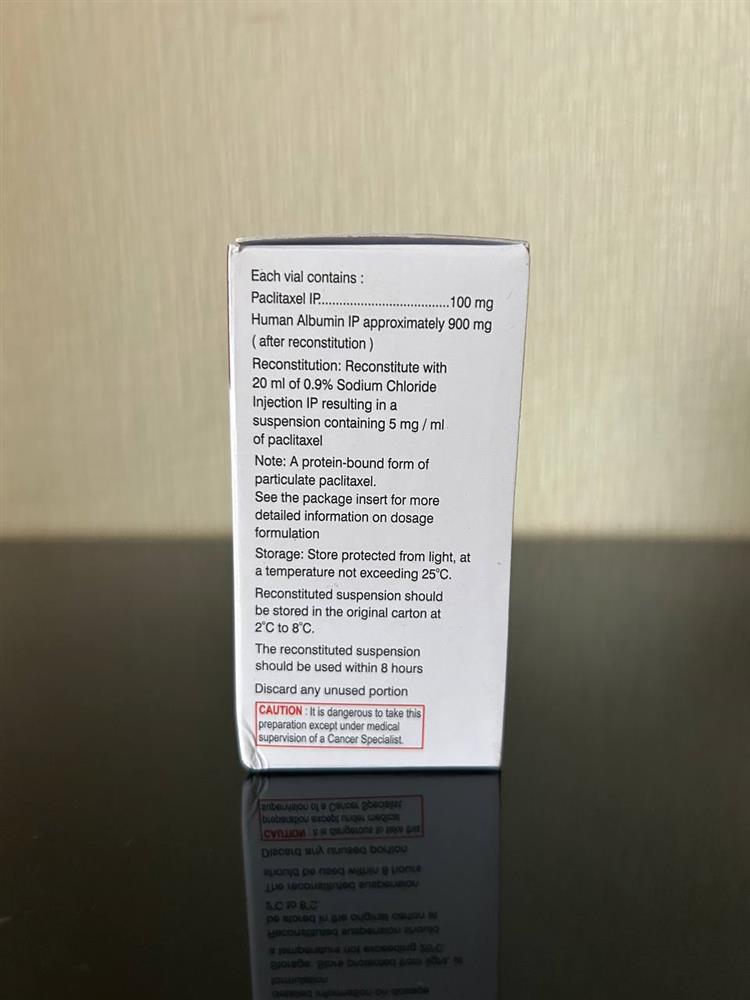 Each vial contains :
Paclitaxel IP.....................................100 mg
Human Albumin IP approximately 900 mg
( after reconstitution )
Reconstitution: Reconstitute with
20 ml of 0.9% Sodium Chloride
Injection IP resulting in a
suspension containing 5 mg / ml
of paclitaxel
Note: A protein-bound form of
particulate paclitaxel.
See the package insert for more
detailed information on dosage
formulation
Storage: Store protected from light, at
a temperature not exceeding 25°C.
Reconstituted suspension should
be stored in the original carton at
2°C to 8°C.
The reconstituted suspension
should be used within 8 hours
Discard any unused portion
CAUTION : It is dangerous to take this
preparation except under medical
supervision of a Cancer Specialist.